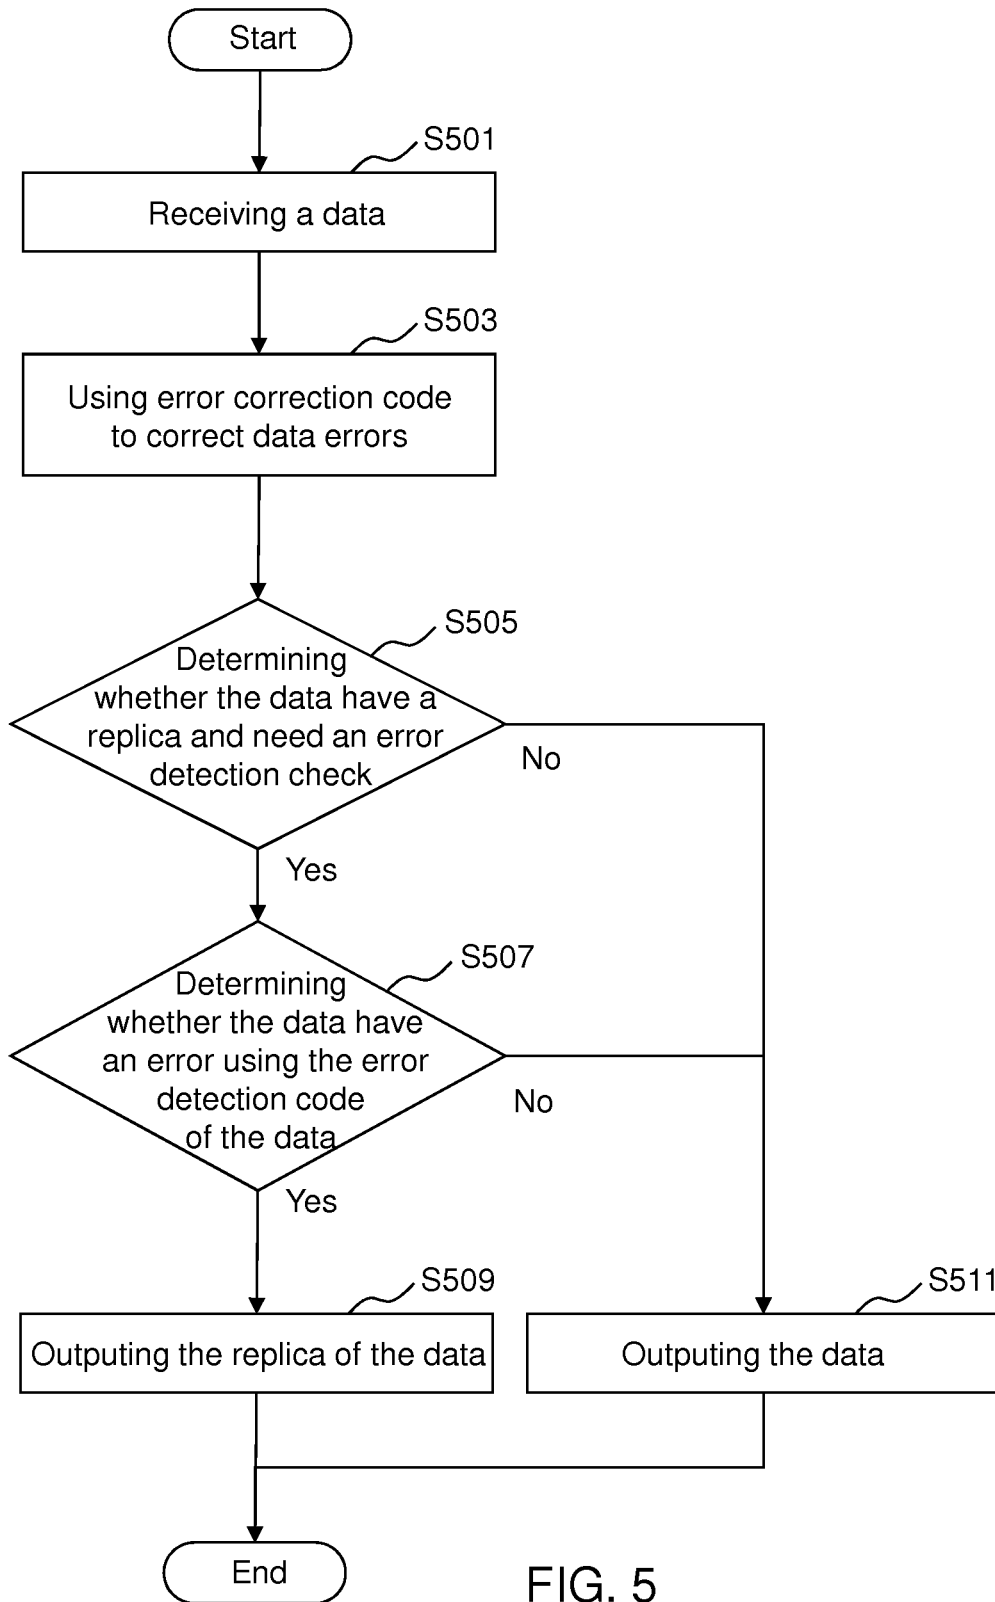 Start
S501
Receiving a data
S503
Using error correction code
to correct data errors
S505
Determining
whether the data have a
replica and need an error
detection check
No
Yes
S507
Determining
whether the data have
an error using the error
detection code
of the data
No
Yes
S509
Outputing the replica of the data
S511
Outputing the data
End
FIG. 5